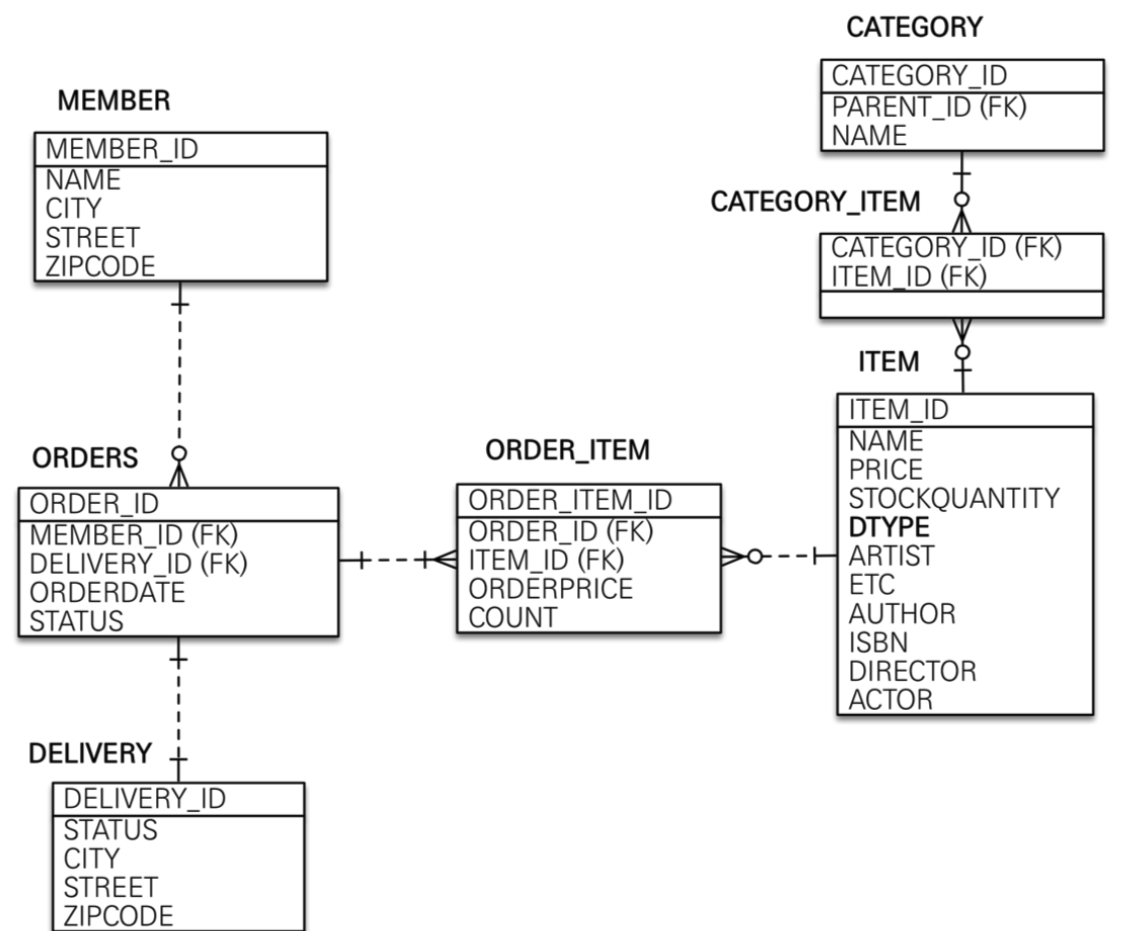 CATEGORY
CATEGORY_ID
PARENT_ID (FK)
NAME
MEMBER
MEMBER_ID
NAME
CITY
STREET
ZIPCODE
CATEGORY_ITEM
CATEGORY_ID (FK)
ITEM_ID (FK)
ITEM
ITEM_ID
NAME
PRICE
STOCKQUANTITY
DTYPE
ARTIST
ETC
AUTHOR
ISBN
DIRECTOR
ACTOR
ORDERS
ORDER_ID
MEMBER_ID (FK)
DELIVERY_ID (FK)
ORDERDATE
STATUS
ORDER_ITEM
ORDER_ITEM_ID
ORDER_ID (FK)
ITEM_ID (FK)
ORDERPRICE
COUNT
DELIVERY
DELIVERY_ID
STATUS
CITY
STREET
ZIPCODE